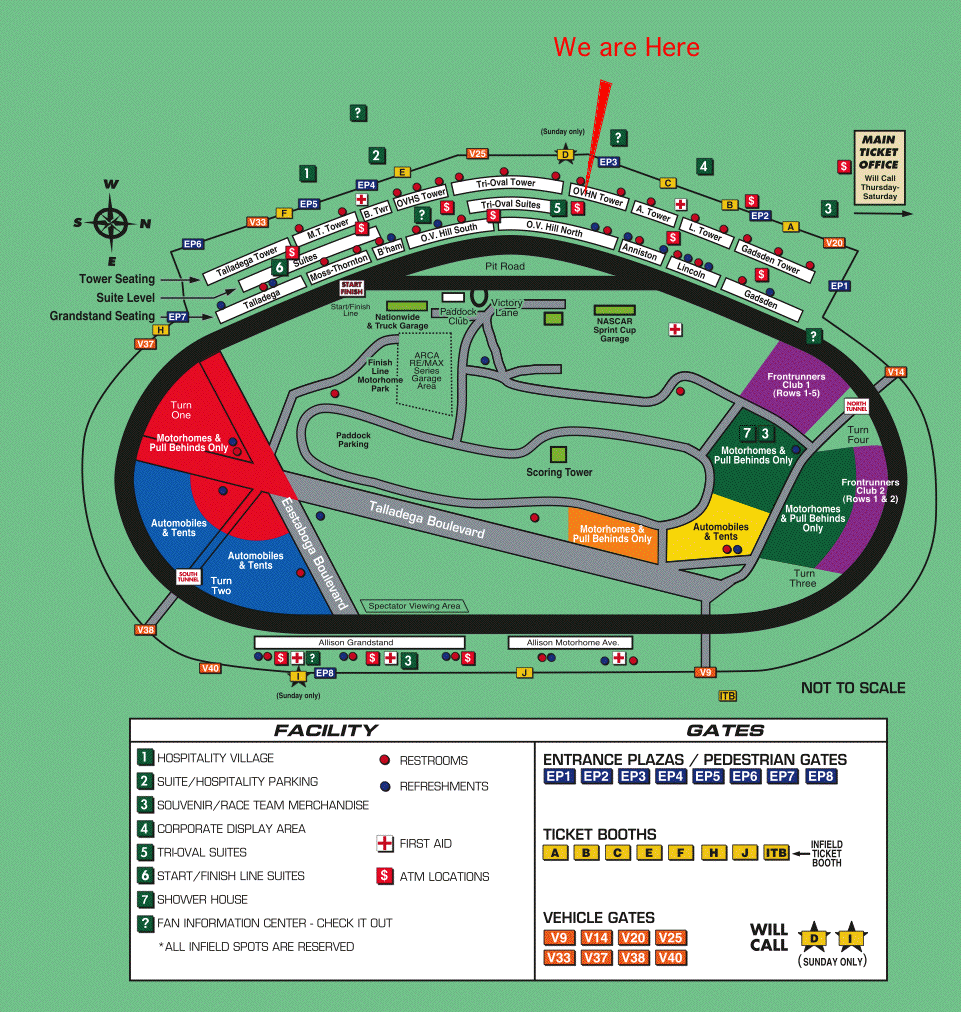 We are Here
?
(Sunday only)
D
V25
?
EP3
MAIN
TICKET
OFFICE
Will Call
Thursday-
Saturday
$
2
E
4
1
EP4
C
W
S
N
E
EP5
F
V33
EP6
B
$
EP2
A
3
V20
EP1
Tri-Oval Tower
OVHS Tower
OVHN Tower
B. Twr
A. Tower
M.T. Tower
L. Tower
Talladega Tower
Gadsden Tower
Tri-Oval Suites
5
$
$
$
$
?
$
$
$
$
Suites
6
O.V. Hill South
O.V. Hill North
B'ham
Anniston
Moss-Thornton
Lincoln
Talladega
Gadsden
Tower Seating
Suite Level
Grandstand Seating
EP7
H
V37
Pit Road
START
FINISH
Start/Finish
Line
Nationwide
& Truck Garage
Paddock
Club
Victory
Lane
NASCAR
Sprint Cup
Garage
?
V14
Finish
Line
Motorhome
Park
ARCA
RE/MAX
Series
Garage
Area
Frontrunners
Club 1
(Rows 1-5)
NORTH
TUNNEL
Turn
Four
Turn
One
Motorhomes &
Pull Behinds Only
Paddock
Parking
Scoring Tower
7
3
Motorhomes &
Pull Behinds Only
Frontrunners
Club 2
(Rows 1 & 2)
Motorhomes
& Pull Behinds
Only
Automobiles
& Tents
Automobiles
& Tents
Eastaboga Boulevard
Talladega Boulevard
Motorhomes &
Pull Behinds Only
Automobiles
& Tents
SOUTH
TUNNEL
Turn
Two
Turn
Three
Spectator Viewing Area
V38
Allison Grandstand
Allison Motorhome Ave.
$
?
$
3
$
V40
I
EP8
J
V9
(Sunday only)
ITB
NOT TO SCALE
FACILITY
1 HOSPITALITY VILLAGE
2 SUITE/HOSPITALITY PARKING
3 SOUVENIR/RACE TEAM MERCHANDISE
4 CORPORATE DISPLAY AREA
5 TRI-OVAL SUITES
6 START/FINISH LINE SUITES
7 SHOWER HOUSE
? FAN INFORMATION CENTER - CHECK IT OUT
*ALL INFIELD SPOTS ARE RESERVED
RESTROOMS
REFRESHMENTS
FIRST AID
$ ATM LOCATIONS
GATES
ENTRANCE PLAZAS / PEDESTRIAN GATES
EP1 EP2 EP3 EP4 EP5 EP6 EP7 EP8
TICKET BOOTHS
A B C E F H J ITB
INFIELD
TICKET
BOOTH
VEHICLE GATES
V9 V14 V20 V25
V33 V37 V38 V40
WILL
CALL
D I
(SUNDAY ONLY)